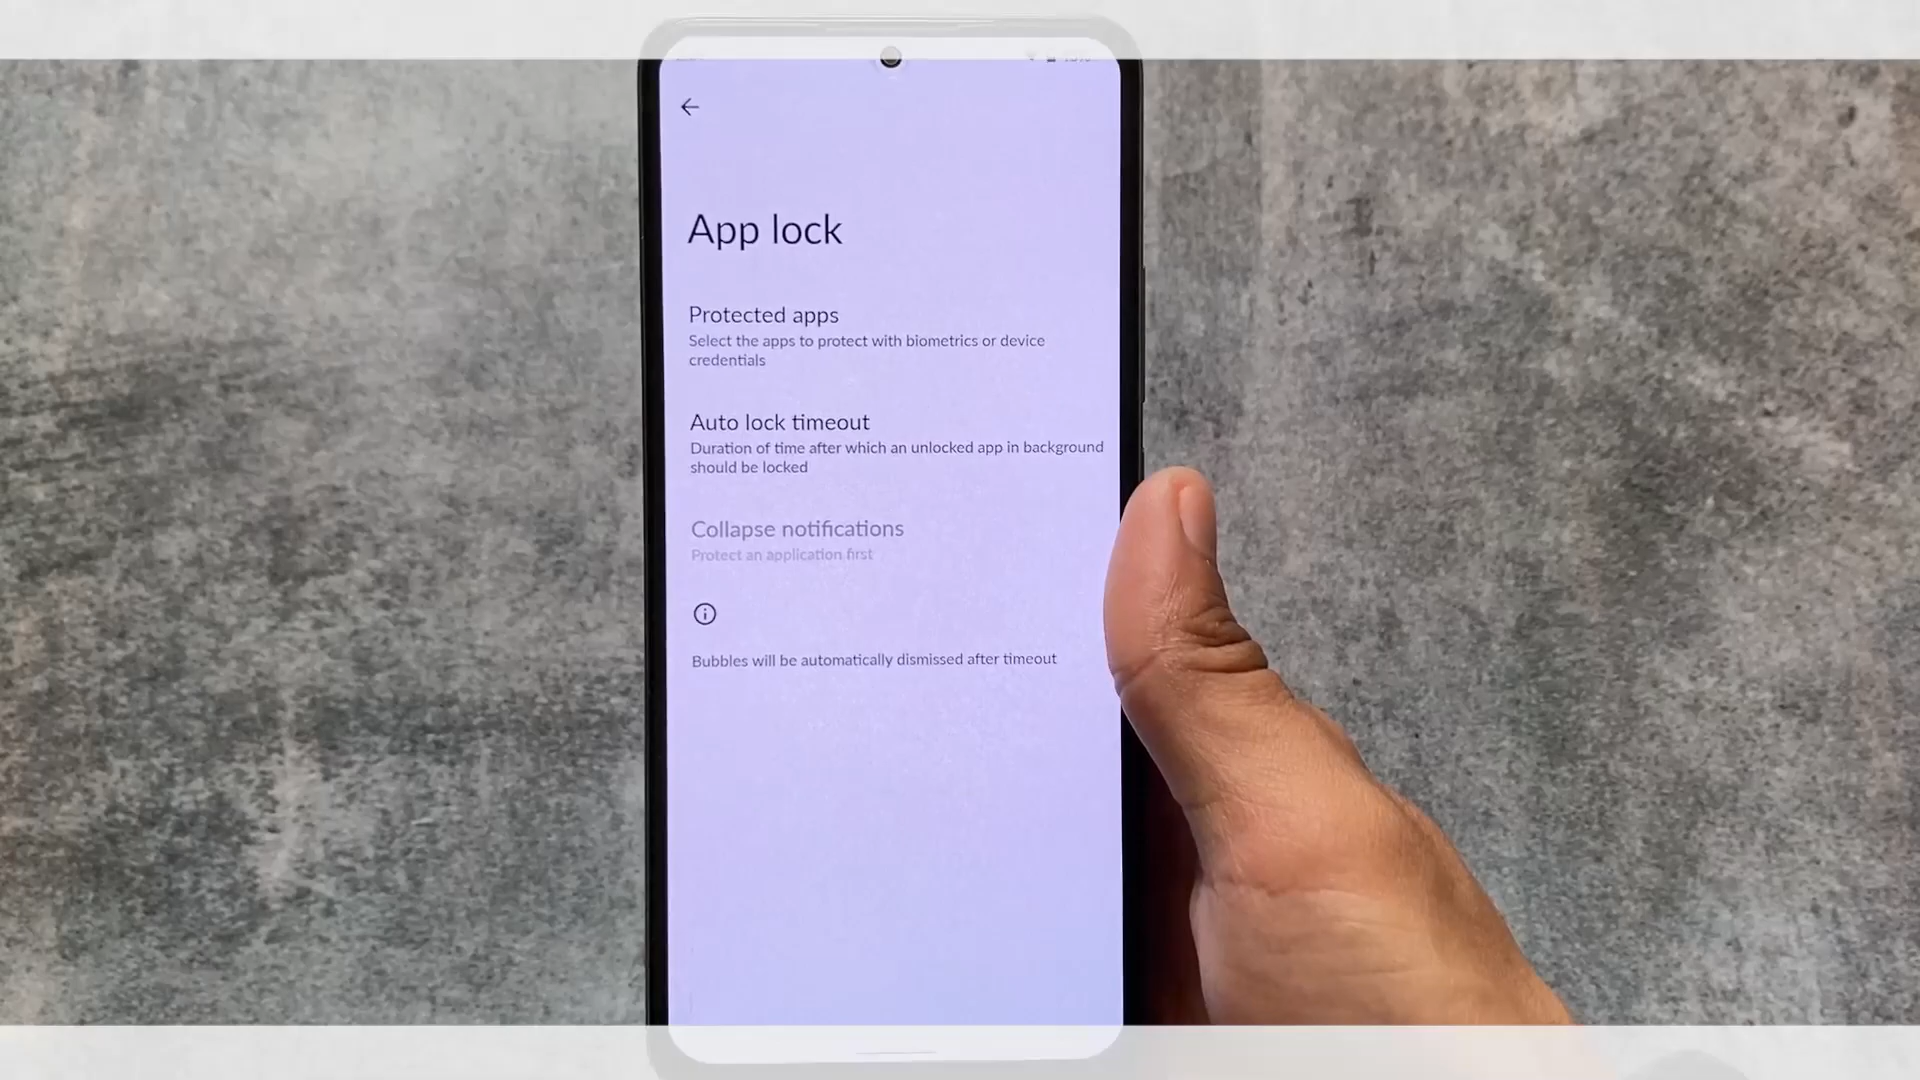 App lock
Protected apps
Select the apps to protect with biometrics or device
credentials
Auto lock timeout
Duration of time after which an unlocked app in background
should be locked
Collapse notifications
Protect an application first
Bubbles will be automatically dismissed after timeout